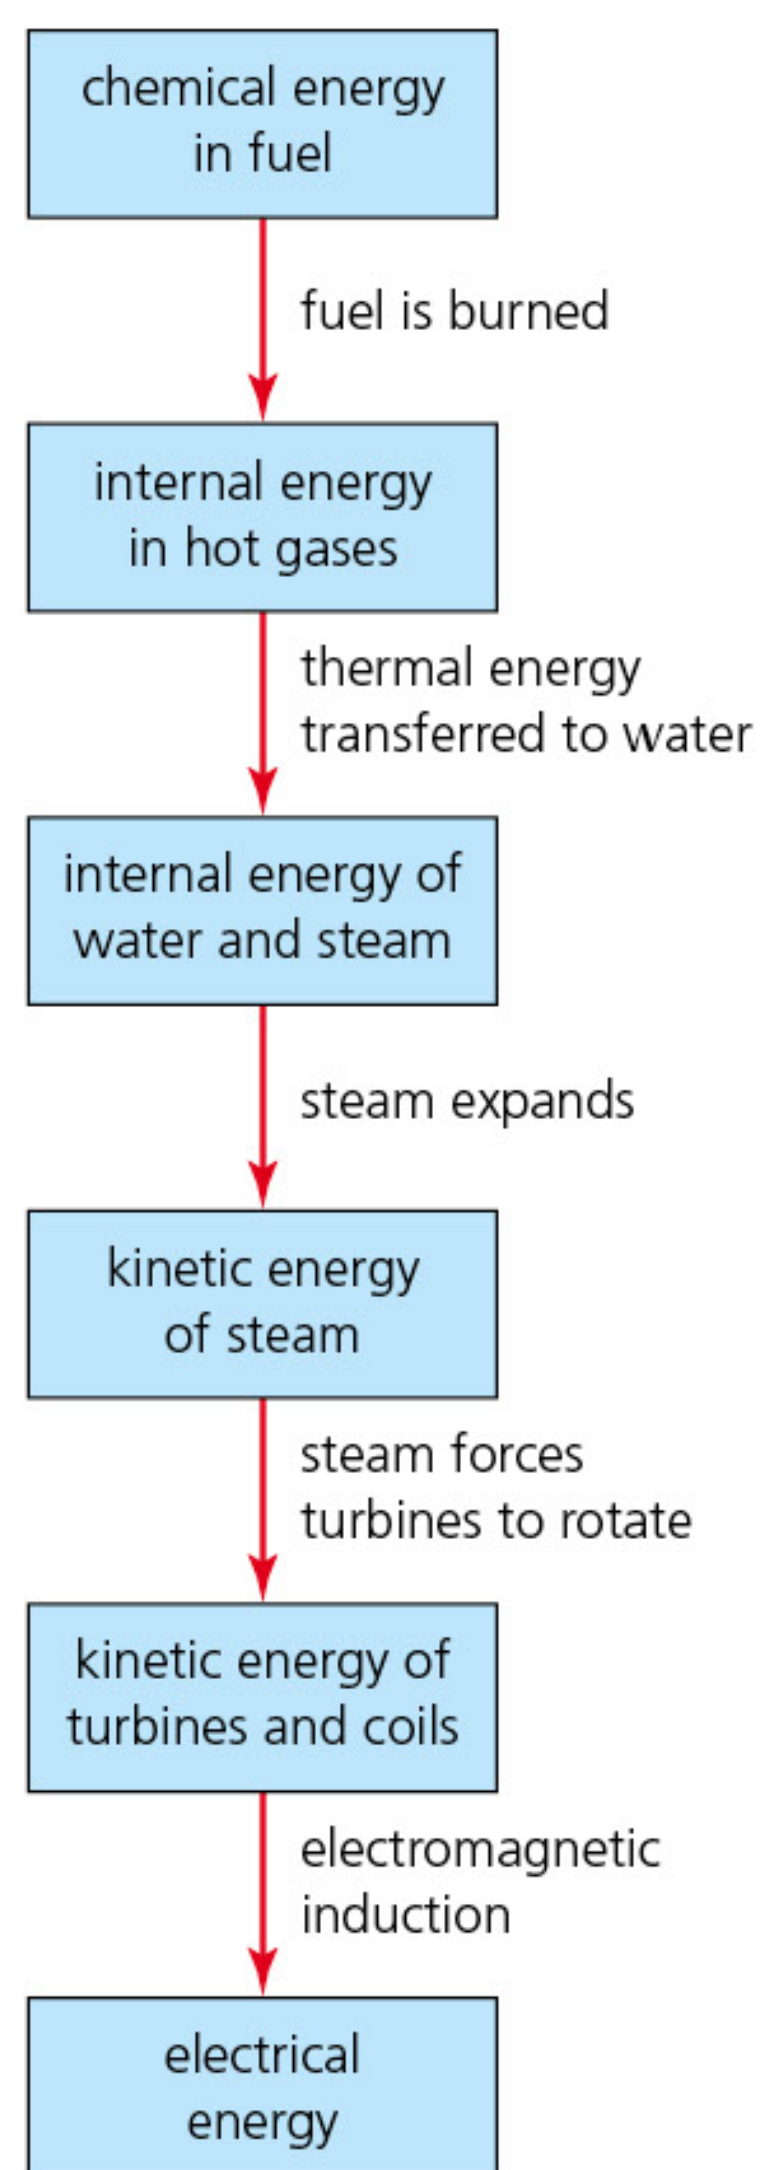 chemical energy
in fuel
fuel is burned
internal energy
in hot gases
thermal energy
transferred to water
internal energy of
water and steam
steam expands
kinetic energy
of steam
steam forces
turbines to rotate
kinetic energy of
turbines and coils
electromagnetic
induction
electrical
energy